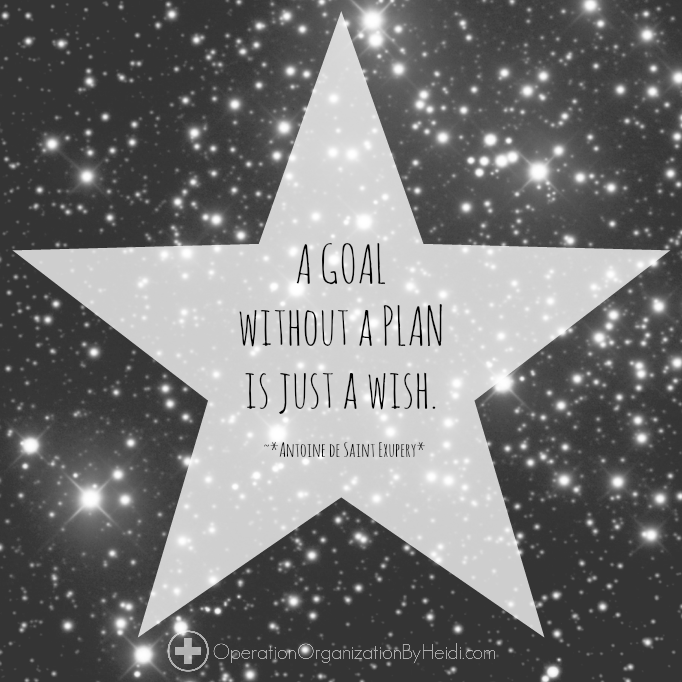 A GOAL
WITHOUT A PLAN
IS JUST A WISH.
~*ANTOINE DE SAINT EXUPERY*
OperationOrganizationByHeidi.com